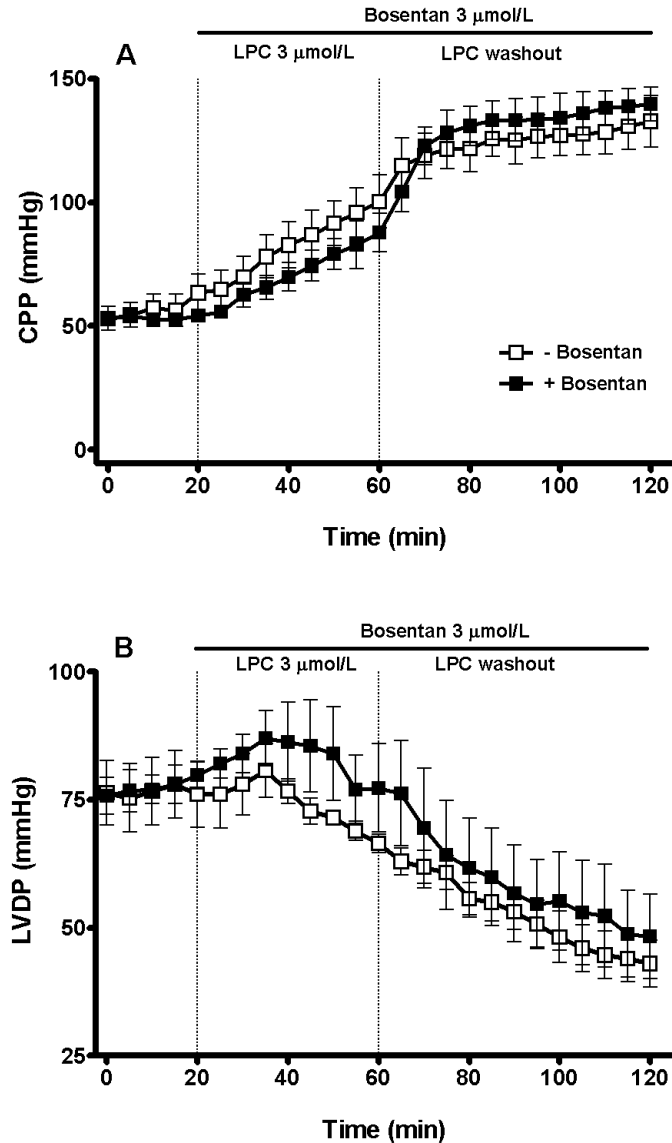 Bosentan 3 μmol/L
A
LPC 3 μmol/L
LPC washout
150
100
50
0
CPP (mmHg)
- Bosentan
+ Bosentan
0 20 40 60 80 100 120
Time (min)
Bosentan 3 μmol/L
B
LPC 3 μmol/L
LPC washout
100
75
50
25
LVDP (mmHg)
0 20 40 60 80 100 120
Time (min)